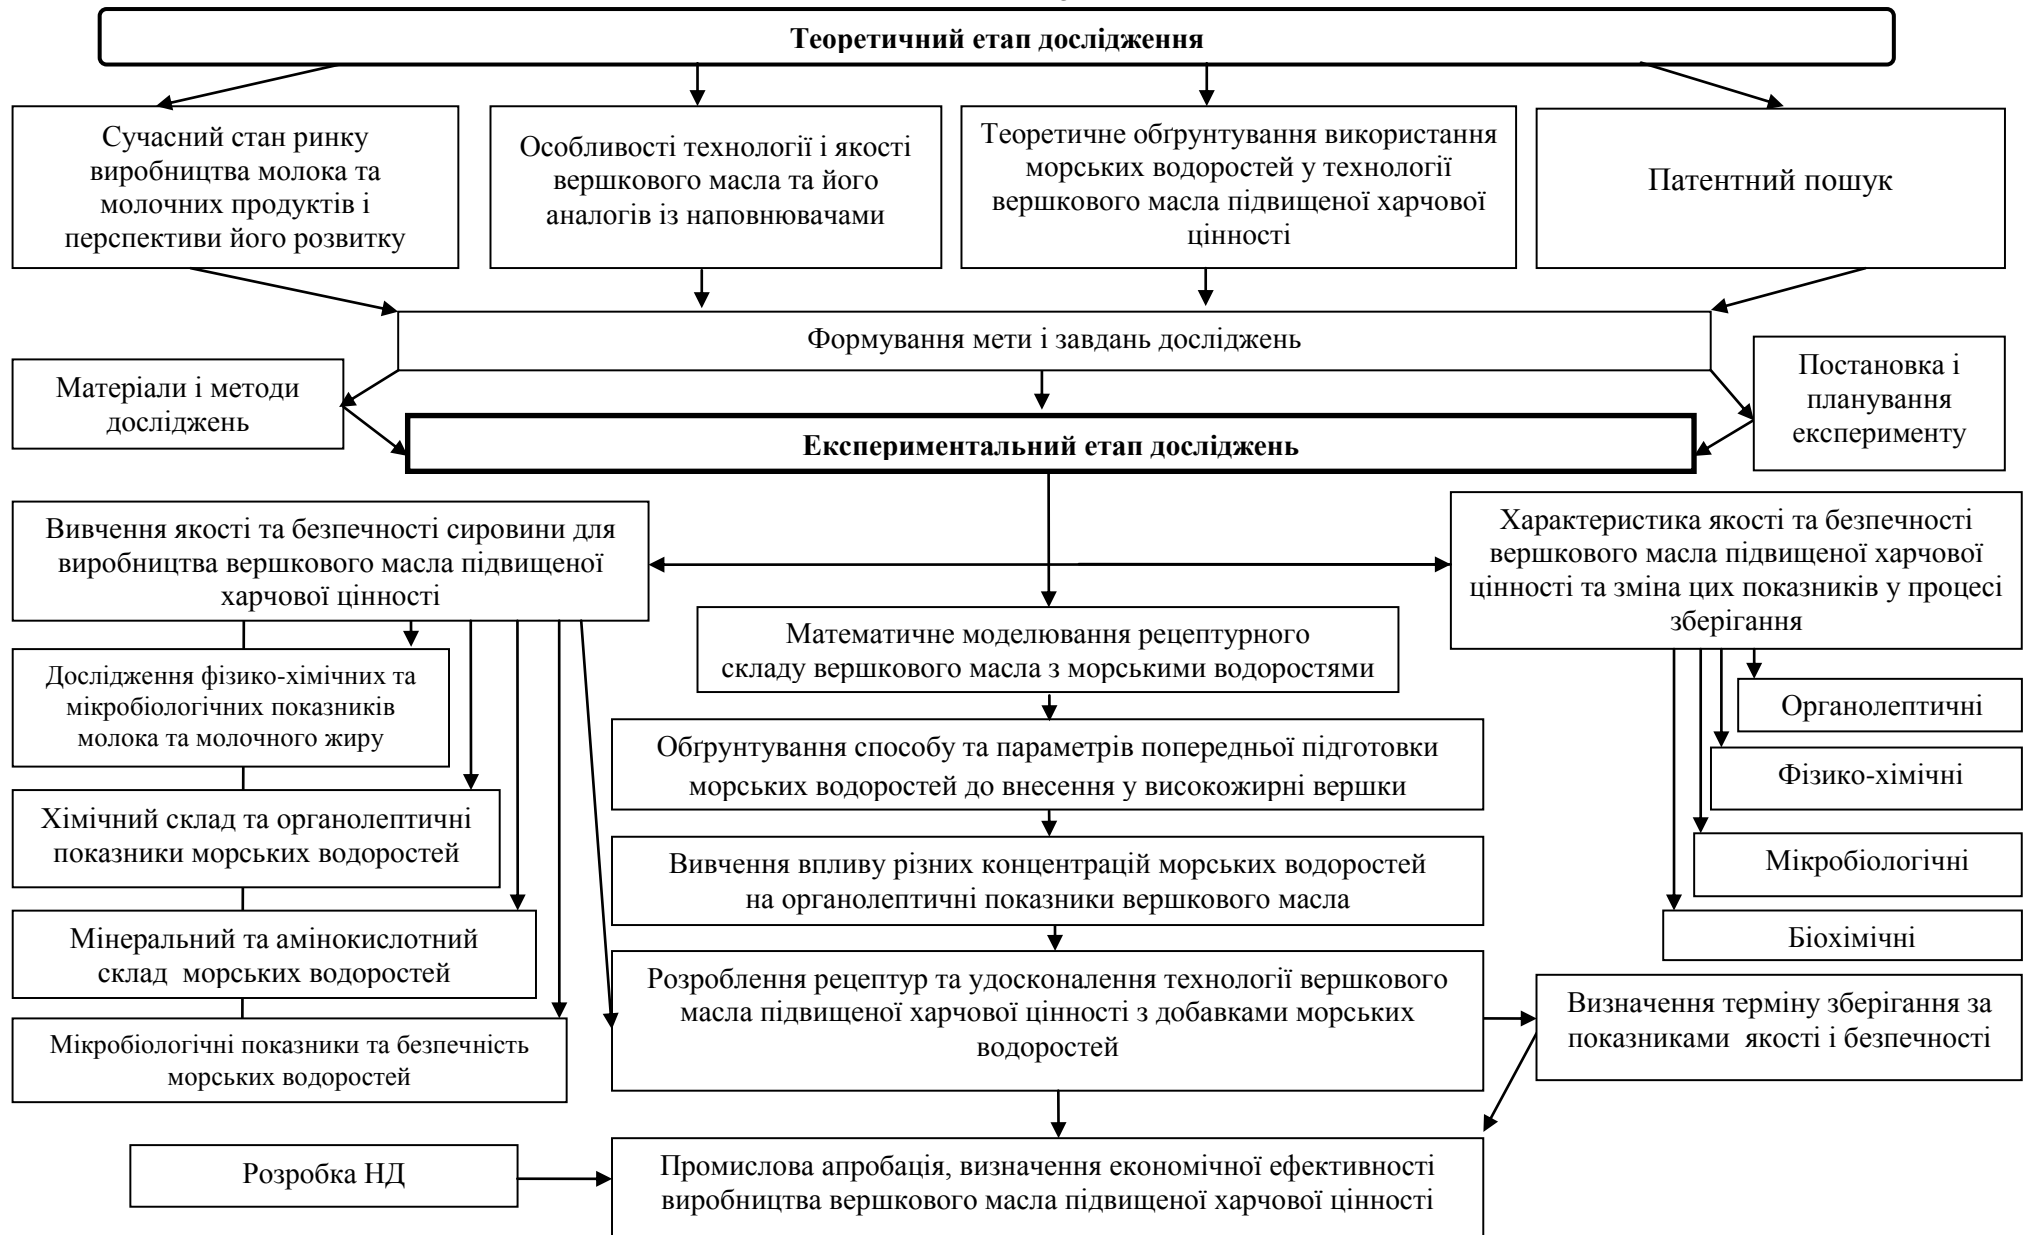 Теоретичний етап дослідження
Сучасний стан ринку
виробництва молока та
молочних продуктів і
перспективи його розвитку
Особливості технології і якості
вершкового масла та його
аналогів із наповнювачами
Теоретичне обґрунтування використання
морських водоростей у технології
вершкового масла підвищеної харчової
цінності
Патентний пошук
Формування мети і завдань досліджень
Матеріали і методи
досліджень
Постановка і
планування
експерименту
Експериментальний етап досліджень
Вивчення якості та безпечності сировини для
виробництва вершкового масла підвищеної
харчової цінності
Характеристика якості та безпечності
вершкового масла підвищеної харчової
цінності та зміна цих показників у процесі
зберігання
Математичне моделювання рецептурного
складу вершкового масла з морськими водоростями
Дослідження фізико-хімічних та
мікробіологічних показників
молока та молочного жиру
Органолептичні
Обґрунтування способу та параметрів попередньої підготовки
морських водоростей до внесення у високожирні вершки
Фізико-хімічні
Хімічний склад та органолептичні
показники морських водоростей
Вивчення впливу різних концентрацій морських водоростей
на органолептичні показники вершкового масла
Мікробіологічні
Мінеральний та амінокислотний
склад морських водоростей
Біохімічні
Розроблення рецептур та удосконалення технології вершкового
масла підвищеної харчової цінності з добавками морських
водоростей
Визначення терміну зберігання за
показниками якості і безпечності
Мікробіологічні показники та безпечність
морських водоростей
Розробка НД
Промислова апробація, визначення економічної ефективності
виробництва вершкового масла підвищеної харчової цінності